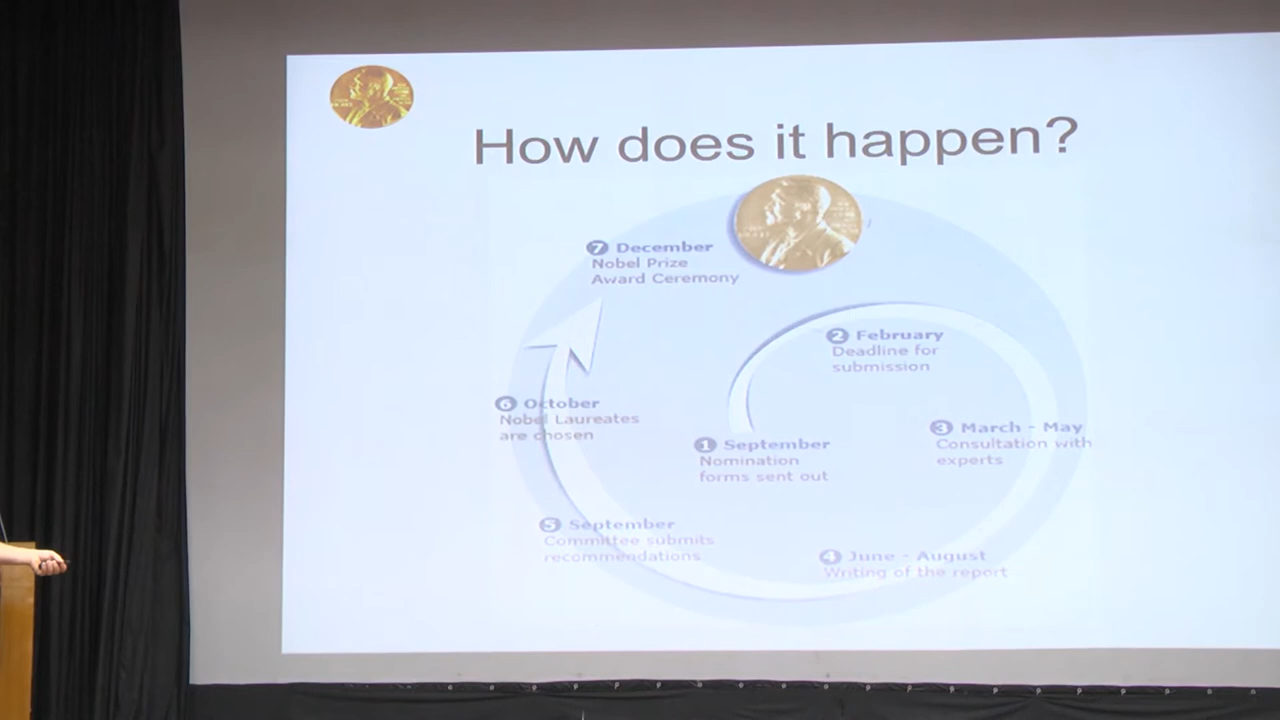 How does it happen?
7 December
Nobel Prize
Award Ceremony
2 February
Deadline for
submission
6 October
Nobel Laureates
are chosen
3 March - May
Consultation with
experts
1 September
Nomination
forms sent out
5 September
Committee submits
recommendations
4 June - August
Writing of the report